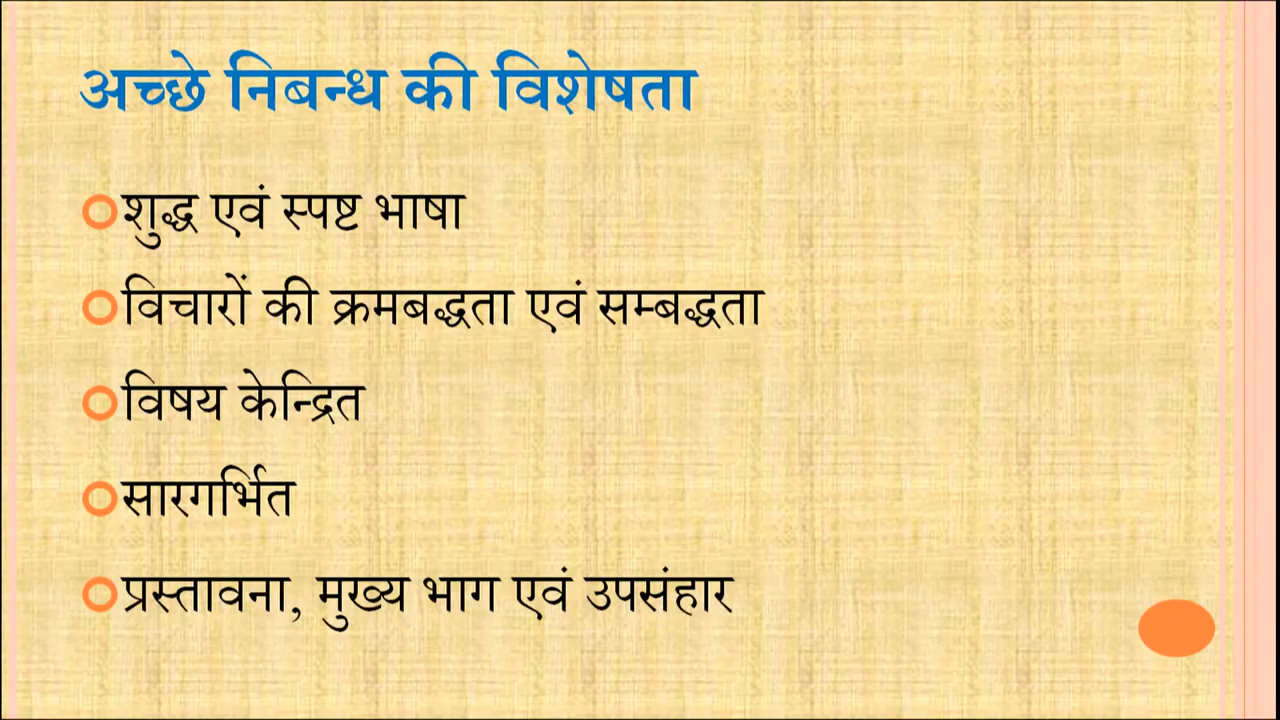 अच्छे निबन्ध की विशेषता
शुद्ध एवं स्पष्ट भाषा
विचारों की क्रमबद्धता एवं सम्बद्धता
विषय केन्द्रित
सारगर्भित
प्रस्तावना, मुख्य भाग एवं उपसंहार